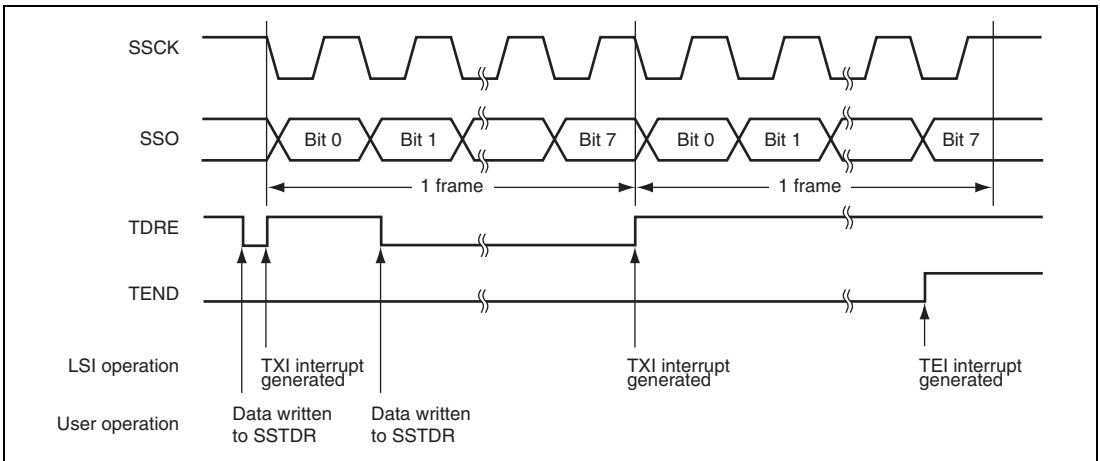 SSCK
SSO
Bit 0
Bit 1
Bit 7
Bit 0
Bit 1
Bit 7
1 frame
1 frame
TDRE
TEND
LSI operation
TXI interrupt
generated
TXI interrupt
generated
TEI interrupt
generated
User operation
Data written
to SSTDR
Data written
to SSTDR